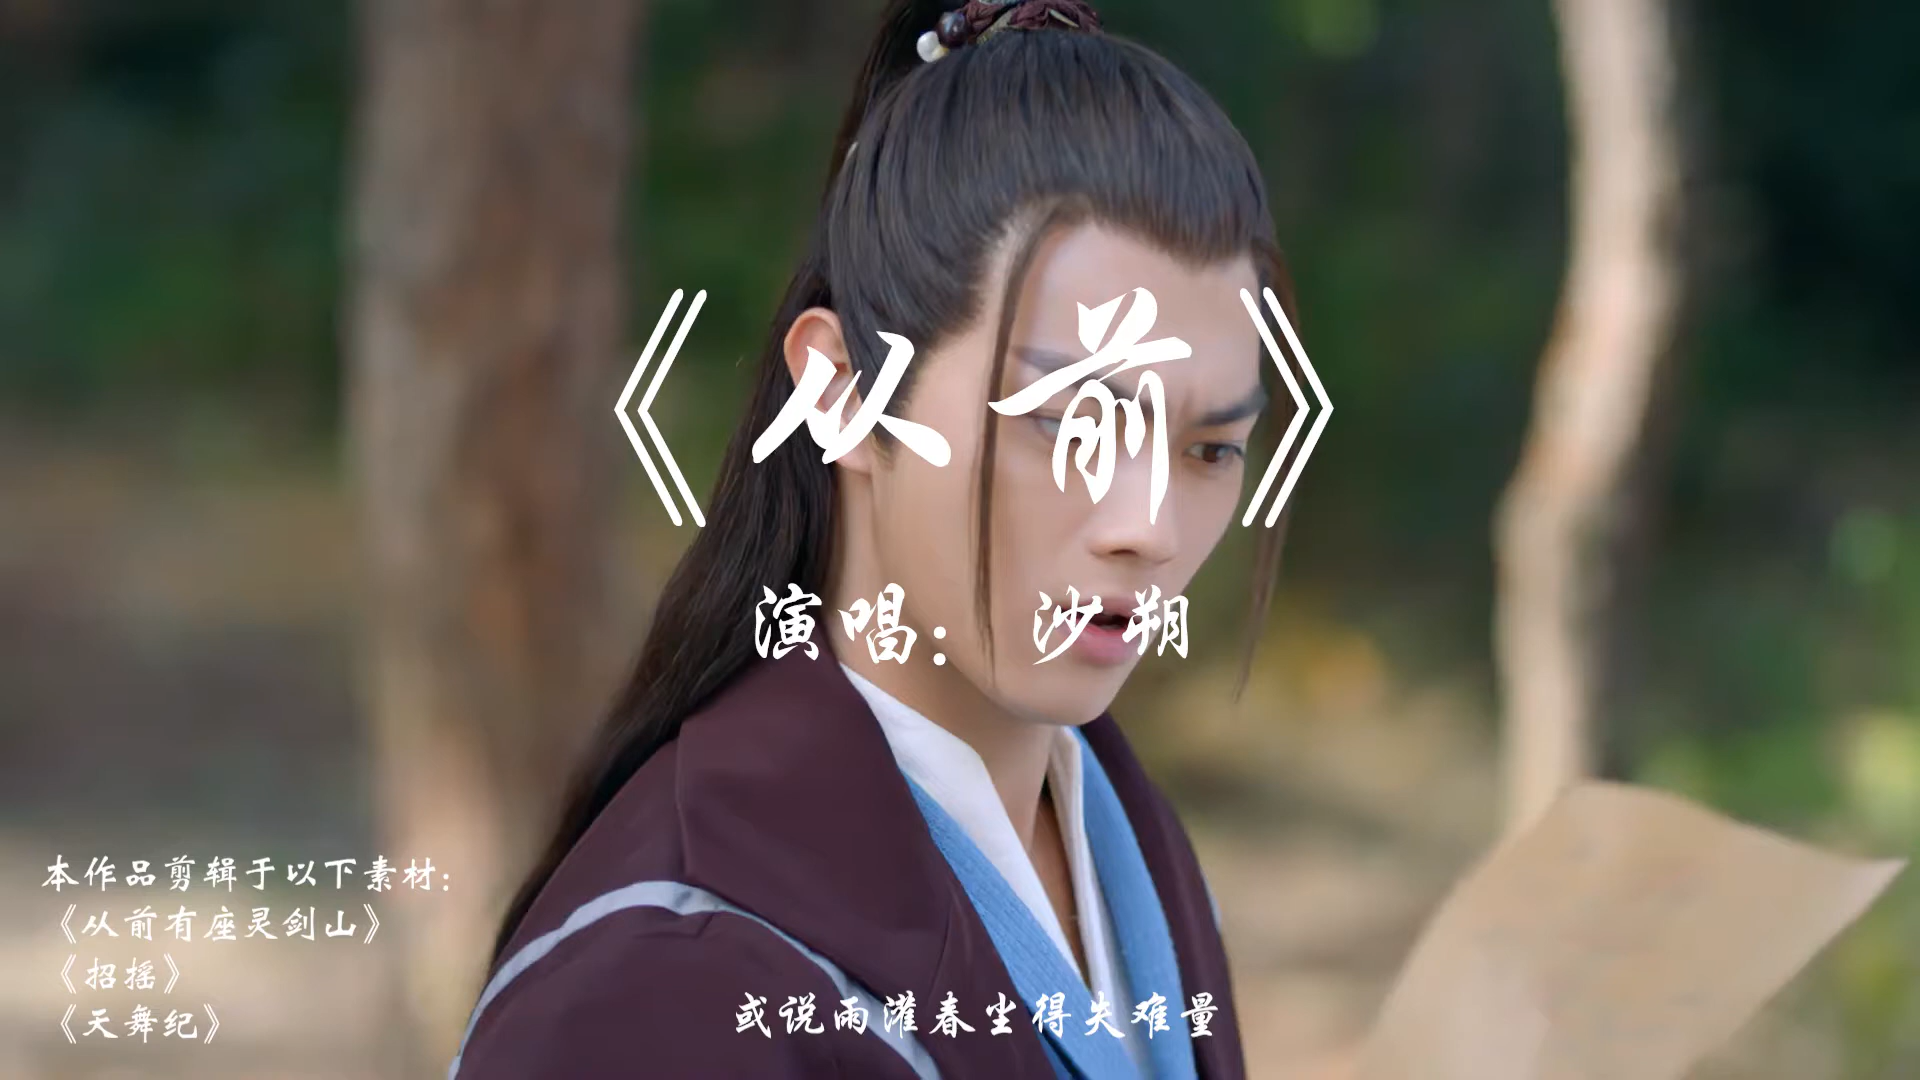 《从前》
演唱：沙朔
本作品剪辑于以下素材：
《从前有座灵剑山》
《招摇》
《天舞纪》
或说雨灌春尘得失难量